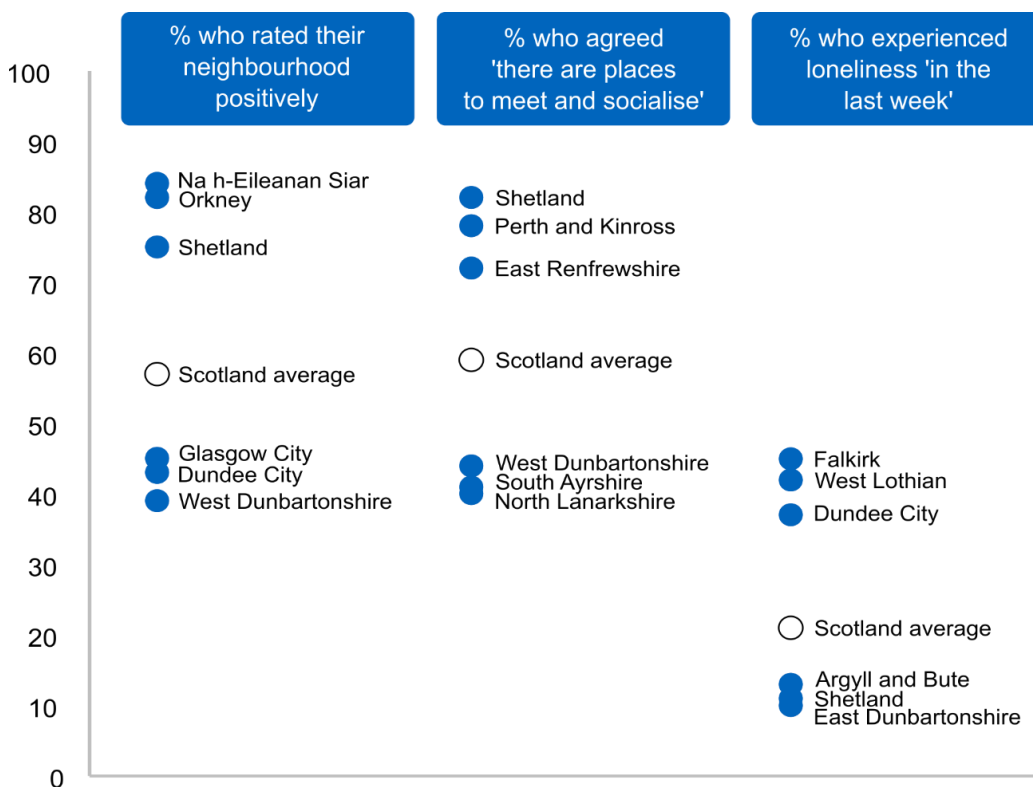 % who rated their
neighbourhood
positively
% who agreed
'there are places
to meet and socialise'
% who experienced
loneliness 'in the
last week'
100
90
80
70
60
50
40
30
20
10
0
Na h-Eileanan Siar
Orkney
Shetland
Scotland average
Glasgow City
Dundee City
West Dunbartonshire
Shetland
Perth and Kinross
East Renfrewshire
Scotland average
West Dunbartonshire
South Ayrshire
North Lanarkshire
Falkirk
West Lothian
Dundee City
Scotland average
Argyll and Bute
Shetland
East Dunbartonshire